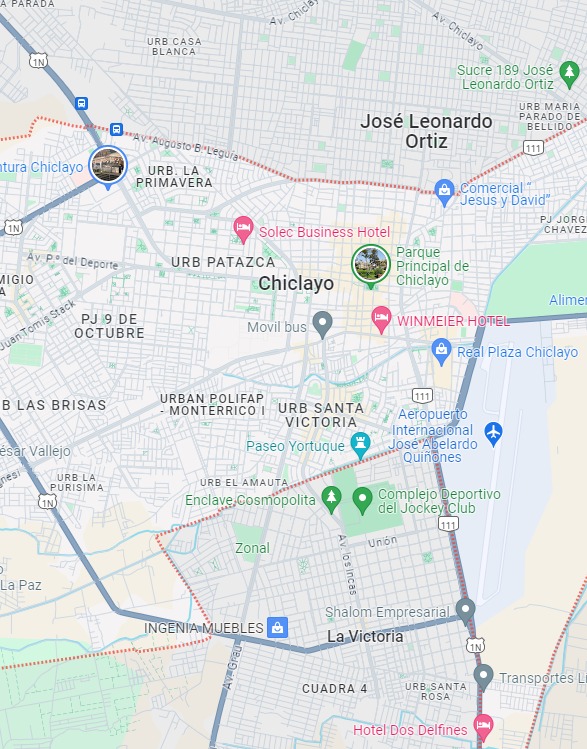 A PARADA
Av. Chiclayo
Av. Chiclayo
URB CASA
BLANCA
1N
Sucre 189 José
Leonardo Ortiz
URB MARIA
PARADO DE
BELLIDO
José Leonardo
Ortiz
111
Av. Augusto B. Leguía
ntura Chiclayo
URB. LA
PRIMAVERA
Comercial "
Jesus y David"
1N
Solec Business Hotel
PJ JORG
CHAVEZ
Parque
Principal de
Chiclayo
Av. P.º del Deporte
URB PATAZCA
Chiclayo
MIGIO
A
Juan Tomis Stack
PJ 9 DE
OCTUBRE
Alimer
Movil bus
WINMEIER HOTEL
Real Plaza Chiclayo
B LAS BRISAS
URBAN POLIFAP
- MONTERRICO I
111
URB SANTA
VICTORIA
Aeropuerto
Internacional
José Abelardo
Quiñones
Paseo Yortuque
ésar Vallejo
URB LA
PURISIMA
URB EL AMAUTA
Enclave Cosmopolita
Complejo Deportivo
del Jockey Club
1N
111
Zonal
Unión
Av. los Incas
La Paz
Shalom Empresarial
INGENIA MUEBLES
La Victoria
1N
Av. Grau
Transportes Li
CUADRA 4
URB SANTA
ROSA
Hotel Dos Delfines